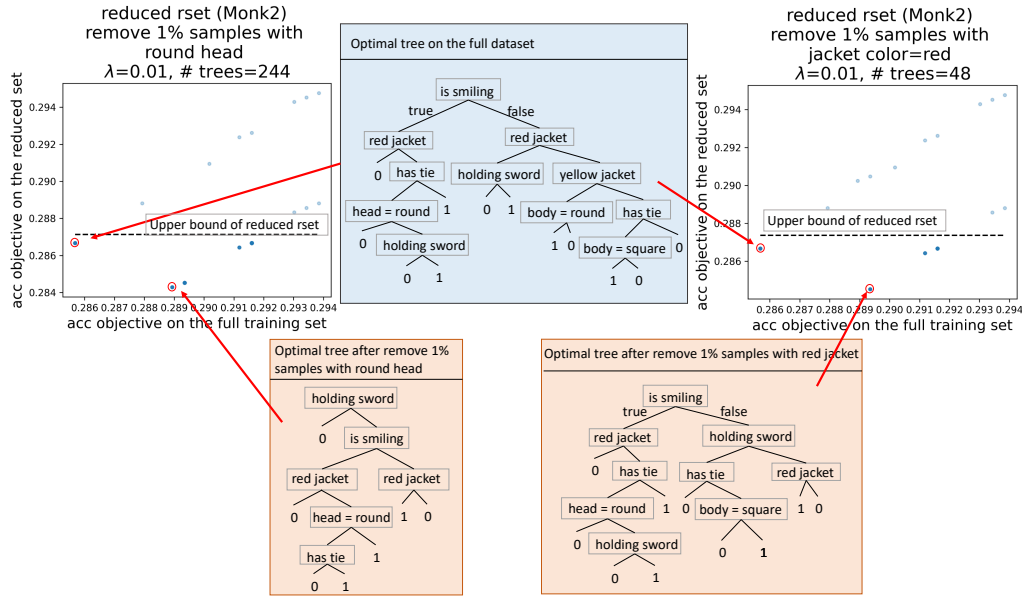 reduced rset (Monk2)
remove 1% samples with
round head
λ=0.01, # trees=244
acc objective on the reduced set
0.294
0.292
0.290
0.288
0.286
0.284
Upper bound of reduced rset
0.286 0.287 0.288 0.289 0.290 0.291 0.292 0.293 0.294
acc objective on the full training set
Optimal tree on the full dataset
is smiling
true
false
red jacket
red jacket
0
has tie
holding sword
yellow jacket
head = round
1
0
1
body = round
has tie
0
holding sword
1
0
body = square
0
0
1
1
0
reduced rset (Monk2)
remove 1% samples with
jacket color=red
λ=0.01, # trees=48
acc objective on the reduced set
0.294
0.292
0.290
0.288
0.286
Upper bound of reduced rset
0.286 0.287 0.288 0.289 0.290 0.291 0.292 0.293 0.294
acc objective on the full training set
Optimal tree after remove 1%
samples with round head
holding sword
0
is smiling
red jacket
red jacket
0
head = round
1
0
has tie
1
0
1
Optimal tree after remove 1% samples with red jacket
is smiling
true
false
red jacket
holding sword
0
has tie
has tie
red jacket
head = round
1
0
body = square
1
0
0
holding sword
0
1
0
1